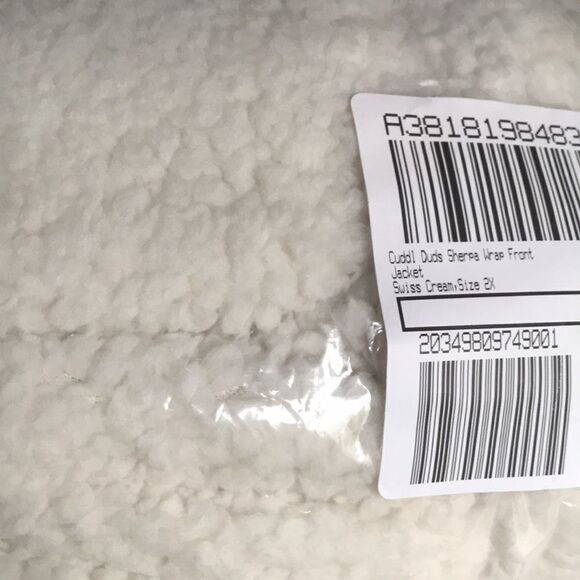 A3818198483
Cuddl Duds Sherpa Wrap Front
Jacket
Swiss Cream,Size 2X
20349809749001